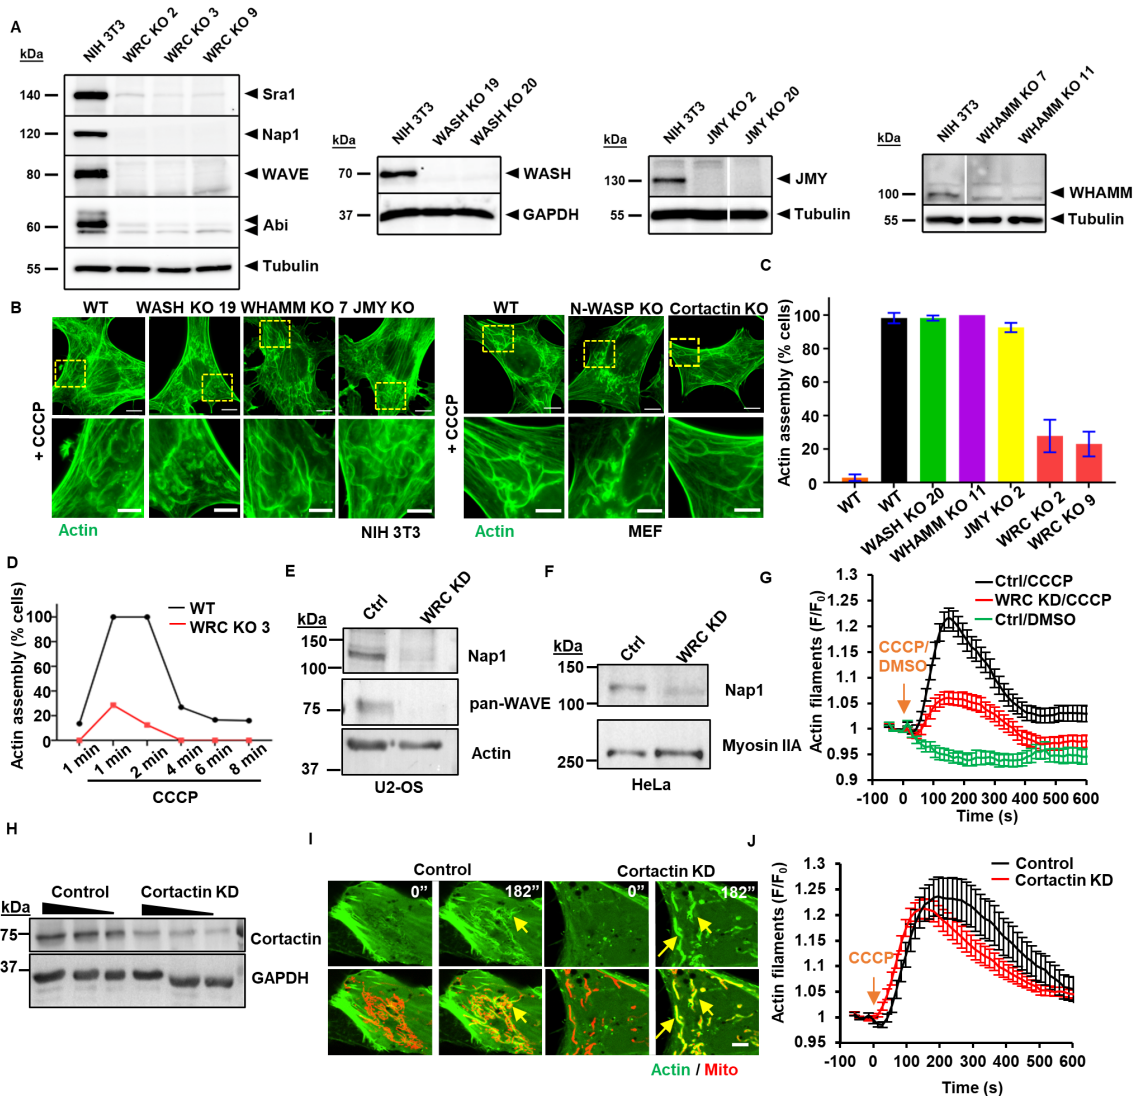 A
kDa
NIH 3T3
WRC KO 2
WRC KO 3
WRC KO 9
140
Sra1
120
Nap1
80
WAVE
60
Abi
55
Tubulin
kDa
NIH 3T3
WASH KO 19
WASH KO 20
70
WASH
37
GAPDH
kDa
NIH 3T3
JMY KO 2
JMY KO 20
130
JMY
55
Tubulin
kDa
NIH 3T3
WHAMM KO 7
WHAMM KO 11
100
WHAMM
55
Tubulin
B
WT
WASH KO 19
WHAMM KO 7
JMY KO
+ CCCP
Actin
NIH 3T3
WT
N-WASP KO
Cortactin KO
+ CCCP
Actin
MEF
C
Actin assembly (% cells)
100
80
60
40
20
0
WT
WT
WASH KO 20
WHAMM KO 11
JMY KO 2
WRC KO 2
WRC KO 9
D
Actin assembly (% cells)
100
80
60
40
20
0
WT
WRC KO 3
1 min
1 min
2 min
4 min
6 min
8 min
CCCP
E
kDa
Ctrl
WRC KD
150
100
Nap1
75
pan-WAVE
Actin
37
U2-OS
F
kDa
Ctrl
WRC KD
150
100
Nap1
250
Myosin IIA
HeLa
G
Actin filaments (F/F0)
1.3
1.25
1.2
1.15
1.1
1.05
1
0.95
0.9
Ctrl/CCCP
WRC KD/CCCP
Ctrl/DMSO
CCCP/
DMSO
-100 0 100 200 300 400 500 600
Time (s)
H
Control
Cortactin KD
kDa
75
Cortactin
37
GAPDH
I
Control
Cortactin KD
0”
182”
0”
182”
Actin / Mito
J
Actin filaments (F/F0)
1.3
1.25
1.2
1.15
1.1
1.05
1
0.95
Control
Cortactin KD
CCCP
-100 0 100 200 300 400 500 600
Time (s)